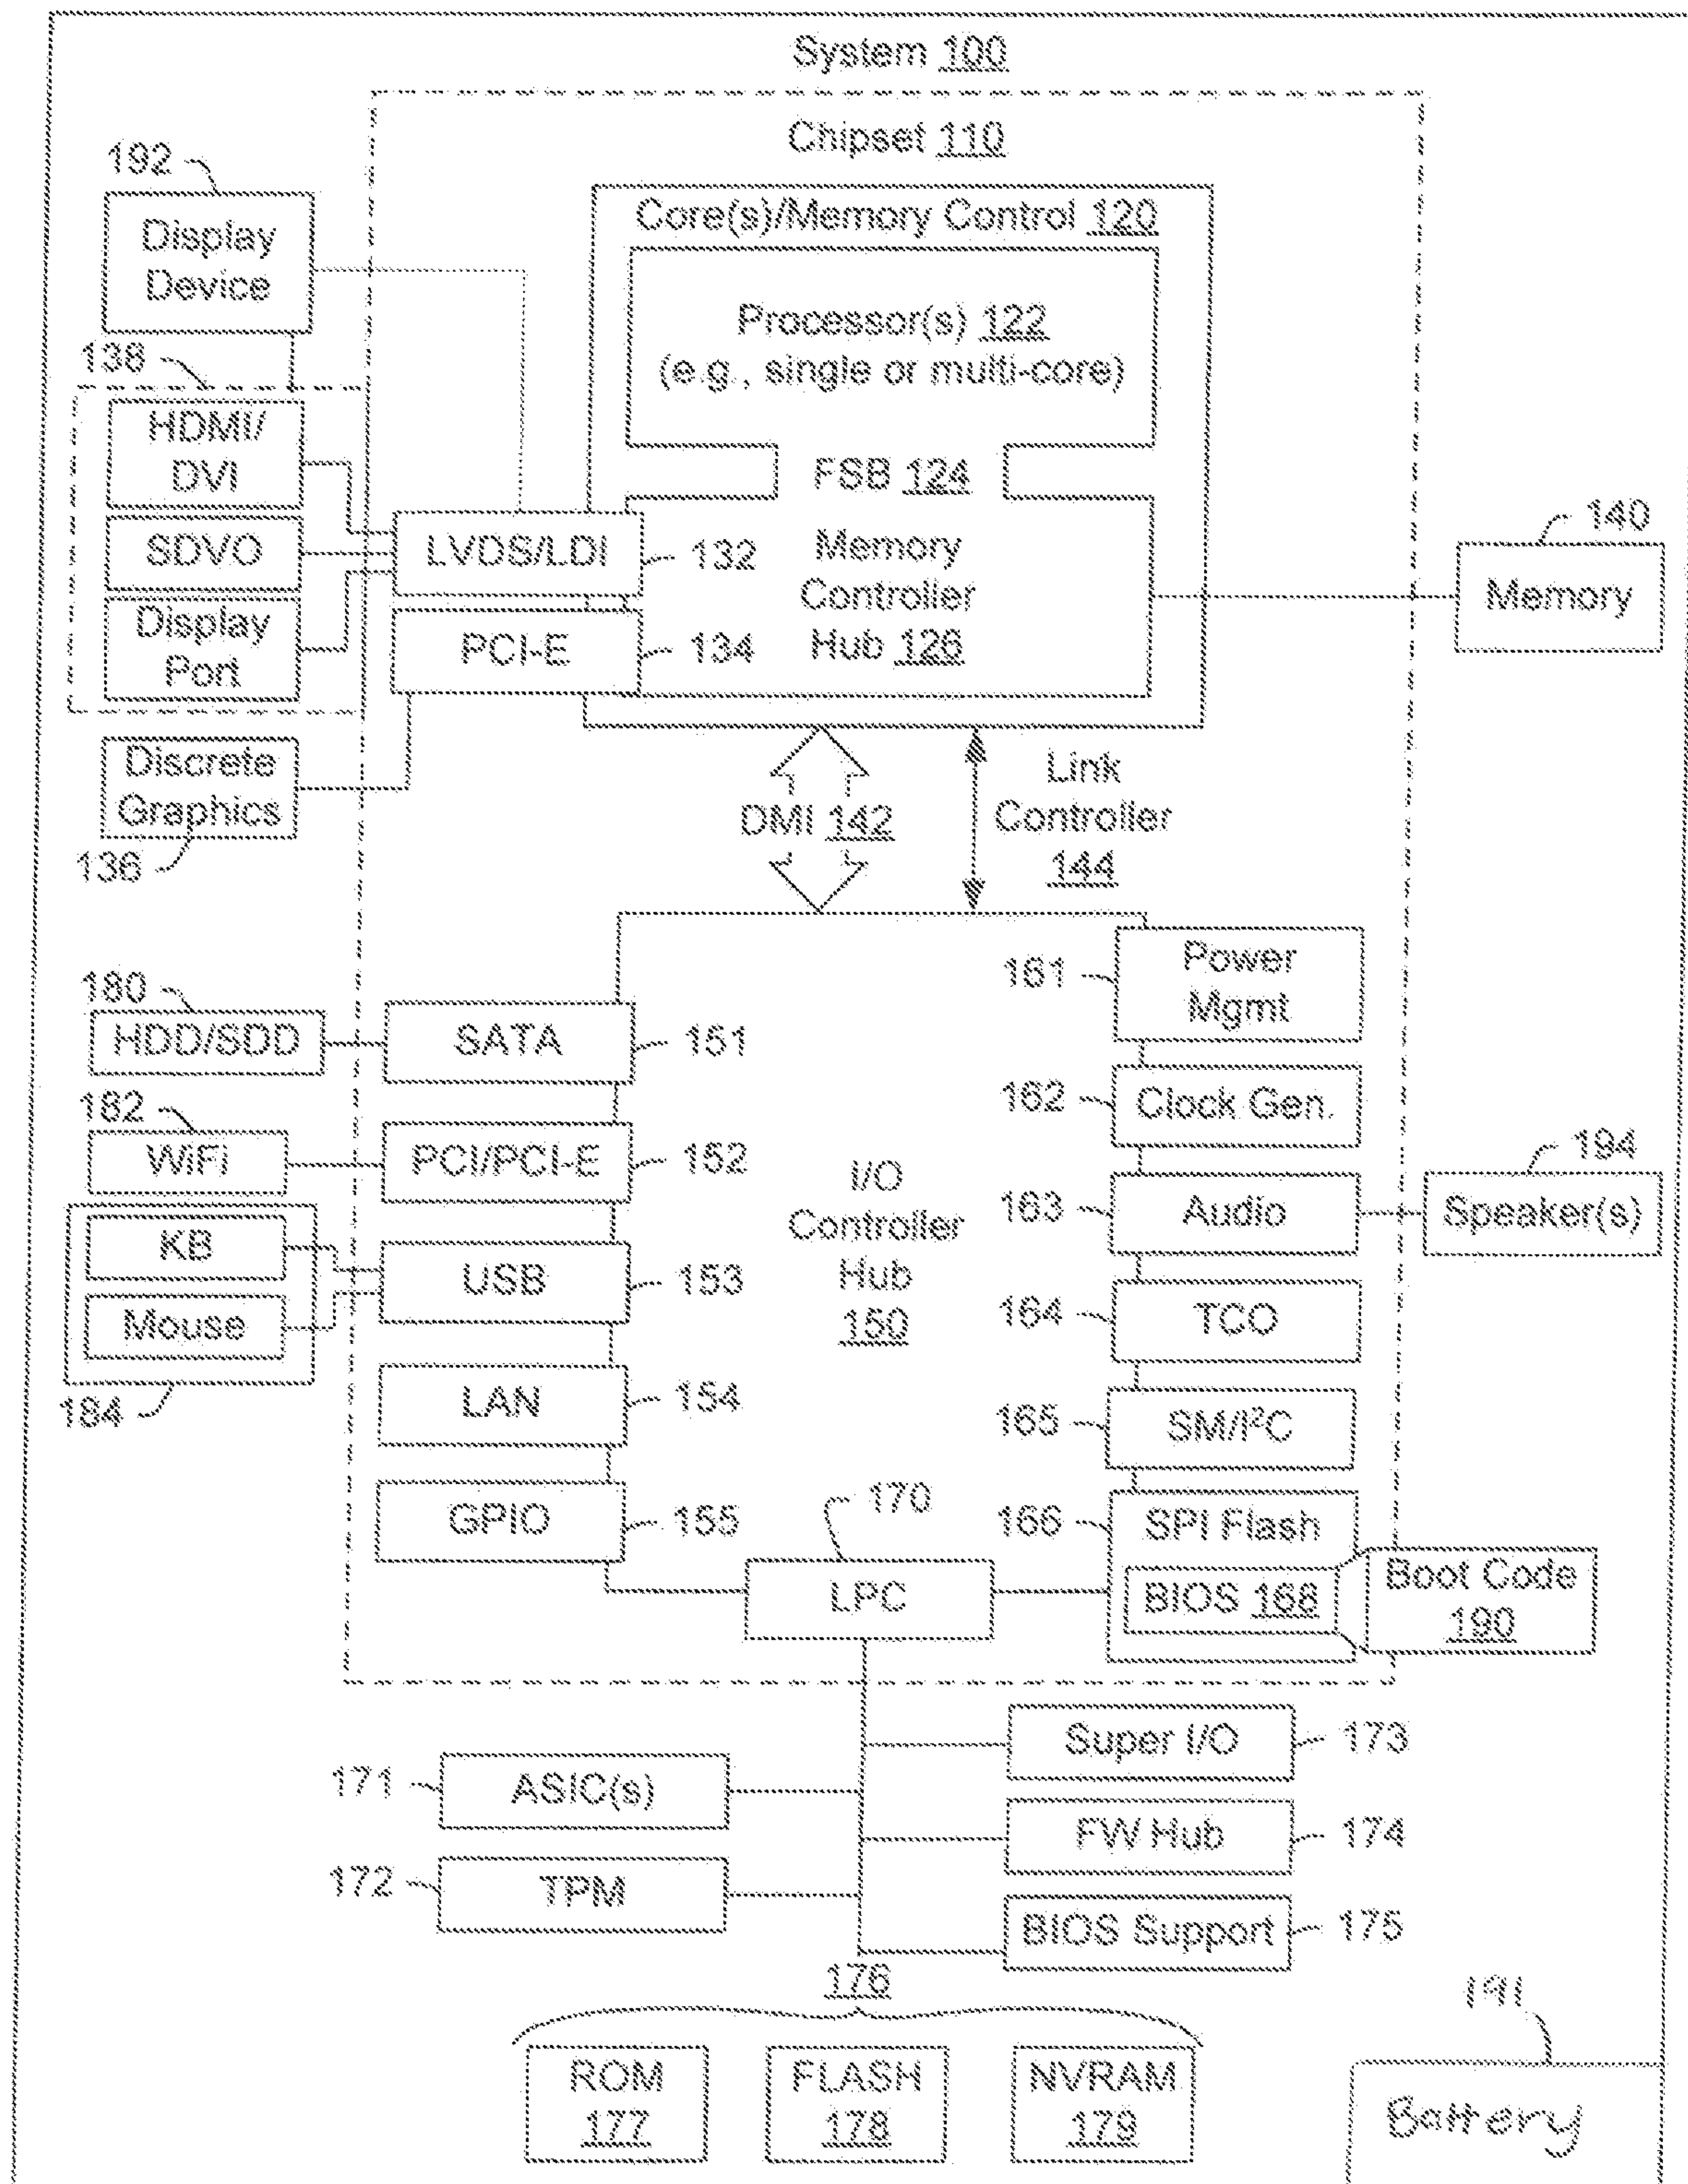 System 100
Chipset 110
192
Display
Device
Core(s)/Memory Control 120
Processor(s) 122
(e.g., single or multi-core)
138
HDMI/
DVI
SDVO
Display
Port
FSB 124
LVDS/LDI
132
PCI-E
134
Memory
Controller
Hub 126
140
Memory
Discrete
Graphics
136
DMI 142
Link
Controller
144
180
HDD/SDD
SATA
151
182
WiFi
PCI/PCI-E
152
KB
Mouse
184
USB
153
LAN
154
GPIO
155
I/O
Controller
Hub
150
161
Power
Mgmt
162
Clock Gen.
163
Audio
194
Speaker(s)
164
TCO
165
SM/I²C
166
SPI Flash
BIOS 168
Boot Code
190
170
LPC
171
ASIC(s)
172
TPM
Super I/O
173
FW Hub
174
BIOS Support
175
176
ROM
177
FLASH
178
NVRAM
179
191
Battery